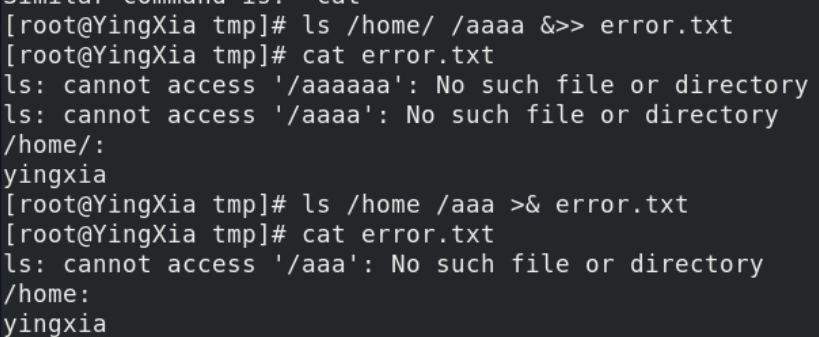 [root@YingXia tmp]# ls /home/ /aaaa &>> error.txt
[root@YingXia tmp]# cat error.txt
ls: cannot access '/aaaaaa': No such file or directory
ls: cannot access '/aaaa': No such file or directory
/home/:
yingxia
[root@YingXia tmp]# ls /home /aaa >& error.txt
[root@YingXia tmp]# cat error.txt
ls: cannot access '/aaa': No such file or directory
/home:
yingxia